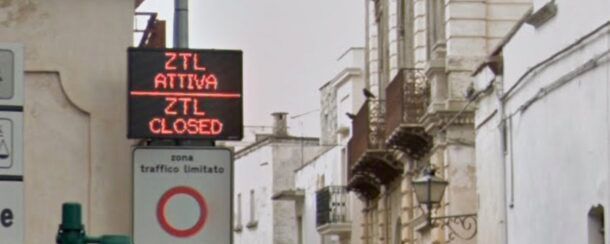 ZTL
ATTIVA
ZTL
CLOSED
zona
traffico limitato
e